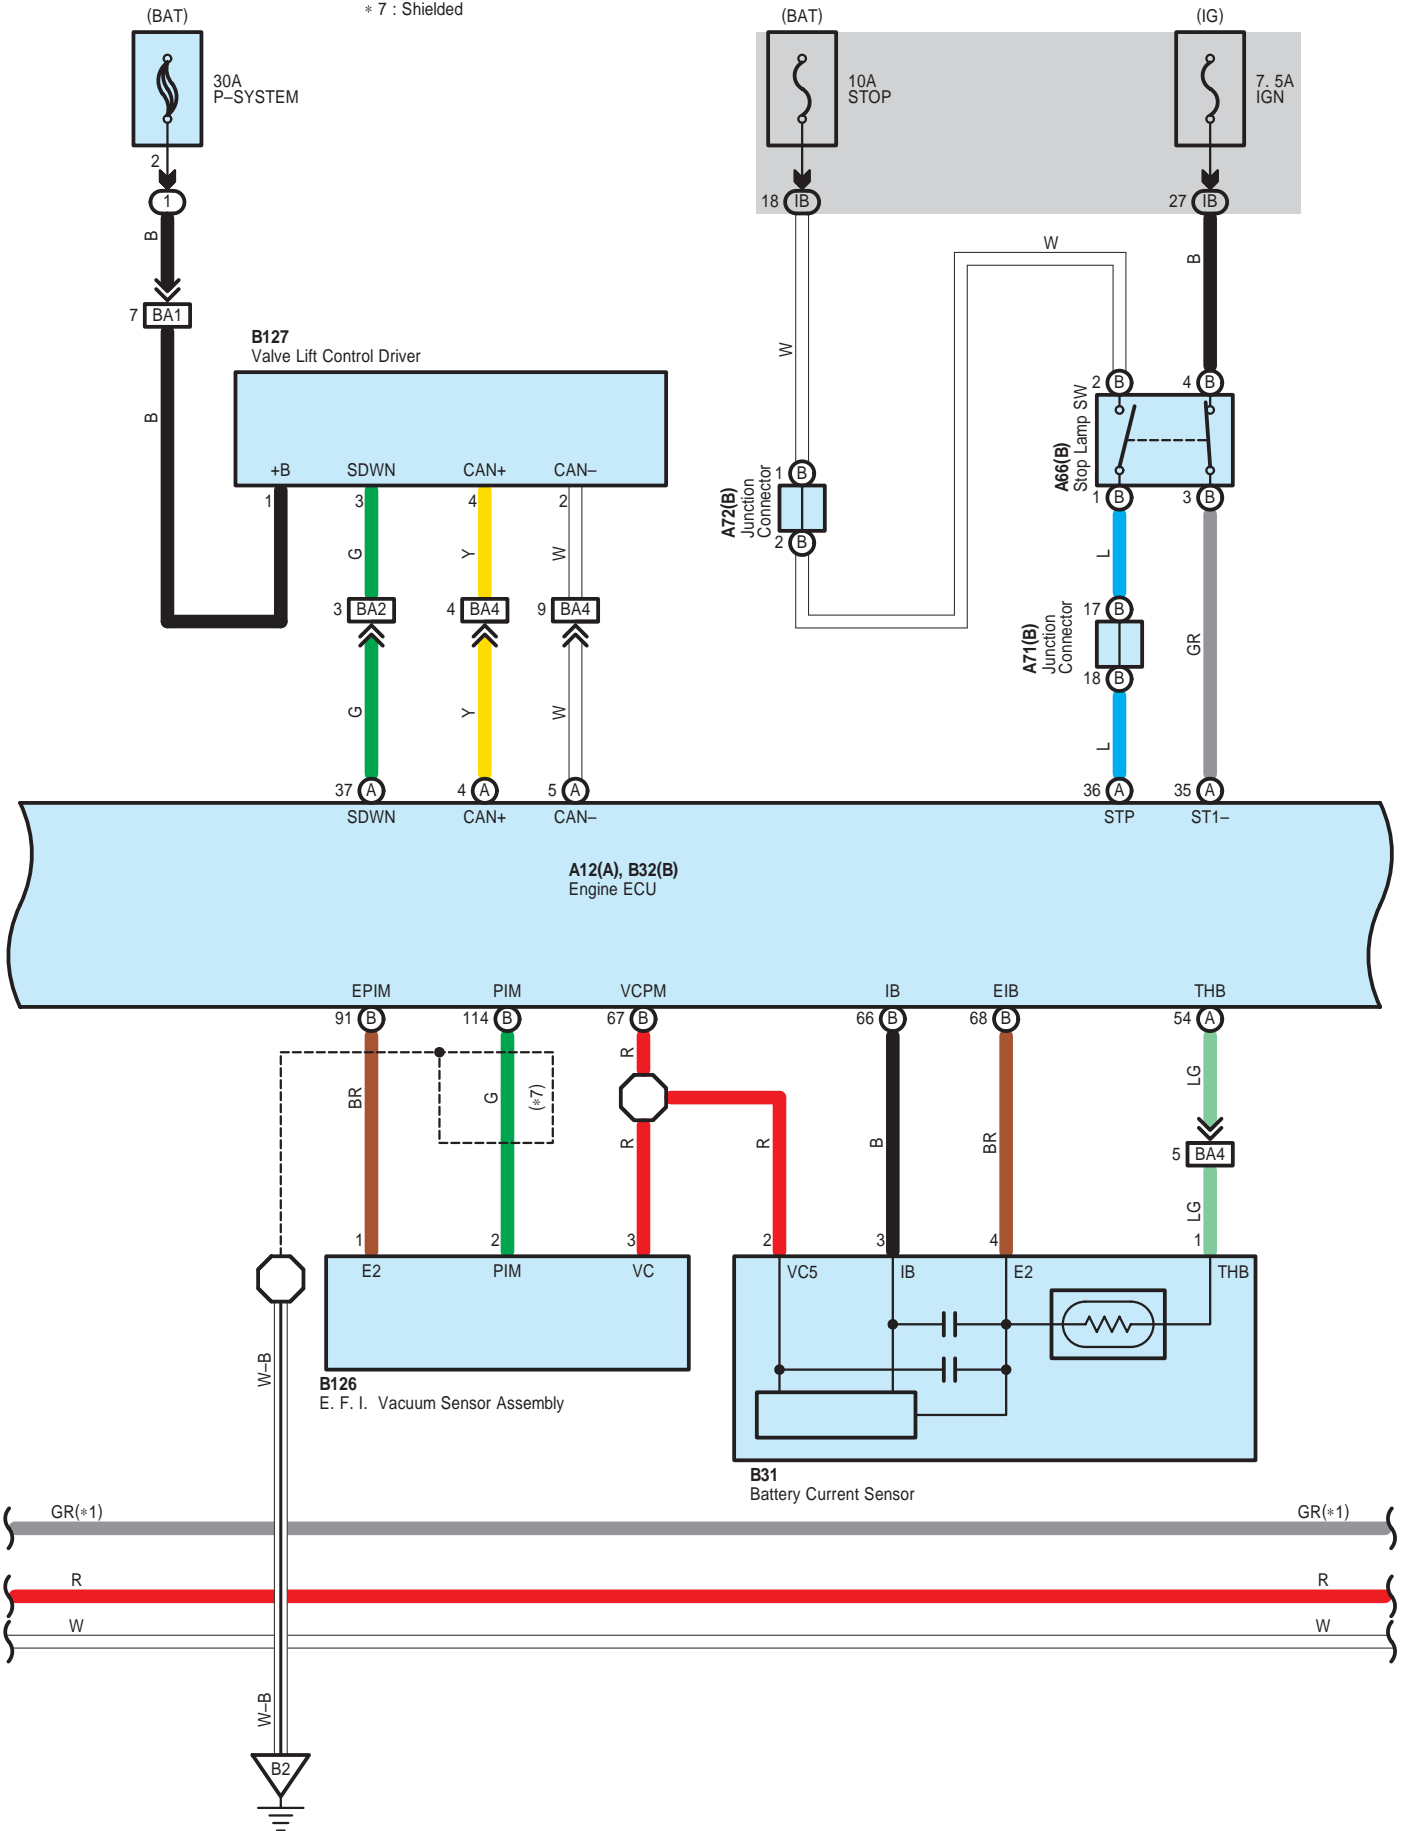 ∗ 7 : Shielded
(BAT)
(BAT)
(IG)
30A
P–SYSTEM
10A
STOP
7. 5A
IGN
2
1
18 IB
27 IB
B
W
B
W
7 BA1
B
B127
Valve Lift Control Driver
+B SDWN CAN+ CAN–
1 3 4 2
2 B
4 B
A66(B)
Stop Lamp SW
1 B
3 B
1 B
A72(B)
Junction
Connector
2 B
G Y W
L
3 BA2
4 BA4
9 BA4
17 B
A71(B)
Junction
Connector
18 B
GR
G Y W
L
37 A
4 A
5 A
36 A
35 A
SDWN CAN+ CAN– STP ST1–
A12(A), B32(B)
Engine ECU
EPIM PIM VCPM IB EIB THB
91 B
114 B
67 B
66 B
68 B
54 A
R
BR
G
(∗7)
R
R
B
BR
LG
5 BA4
LG
1 2 3 2 3 4 1
E2 PIM VC
VC5 IB E2 THB
W–B
B126
E. F. I. Vacuum Sensor Assembly
B31
Battery Current Sensor
GR(∗1) GR(∗1)
R R
W W
W–B
B2